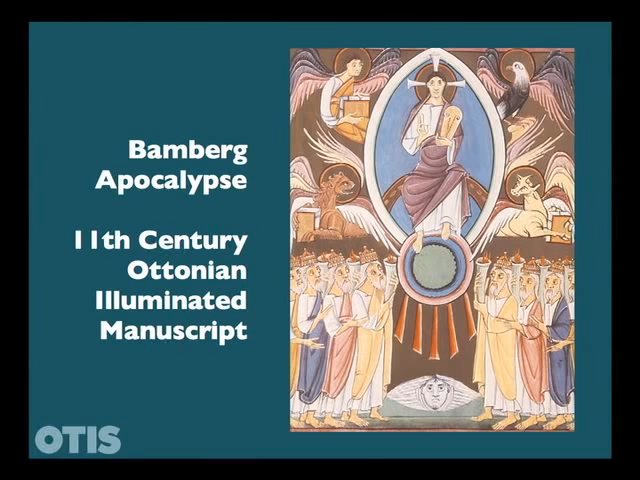 Bamberg
Apocalypse
11th Century
Ottonian
Illuminated
Manuscript
OTIS